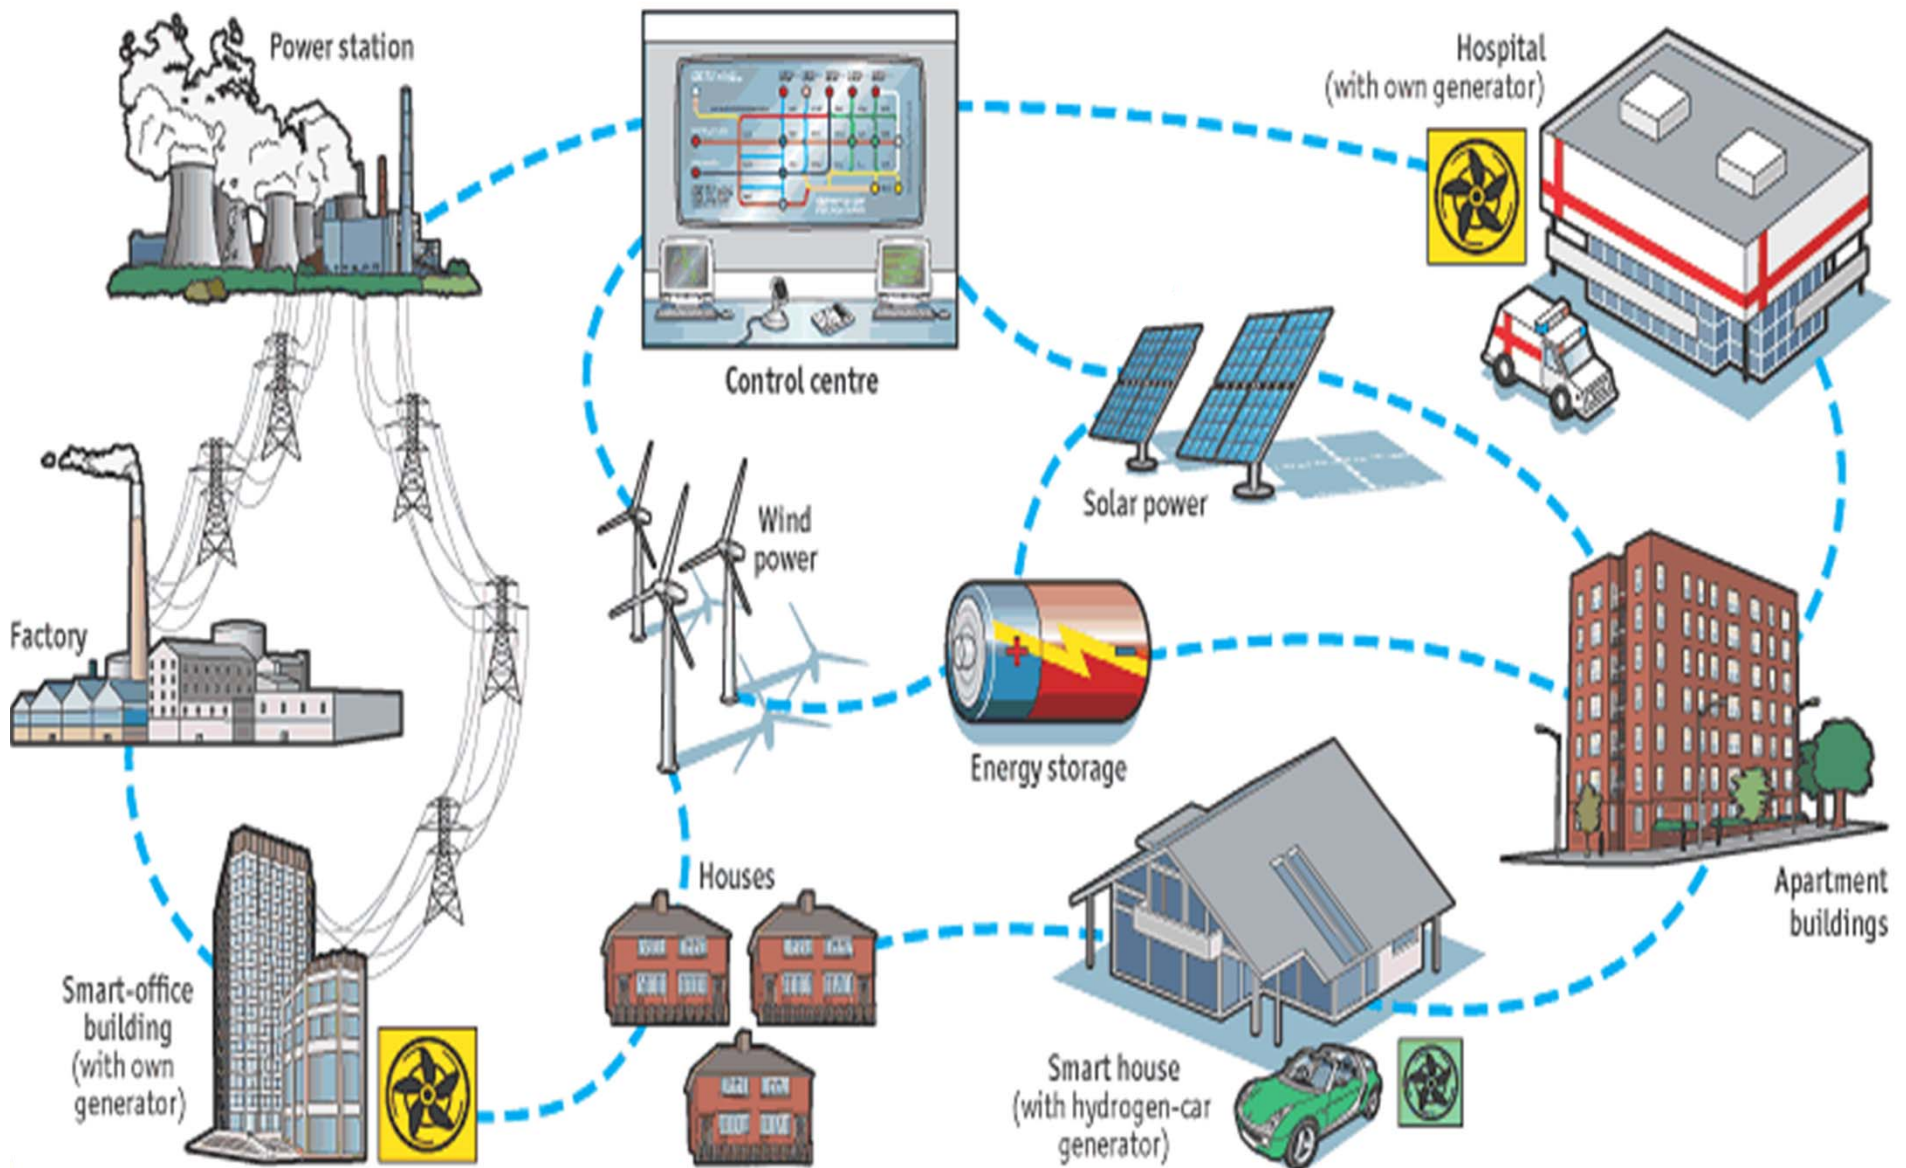 Power station
Hospital
(with own generator)
Control centre
Solar power
Wind
power
Factory
Energy storage
Houses
Apartment
buildings
Smart-office
building
(with own
generator)
Smart house
(with hydrogen-car
generator)